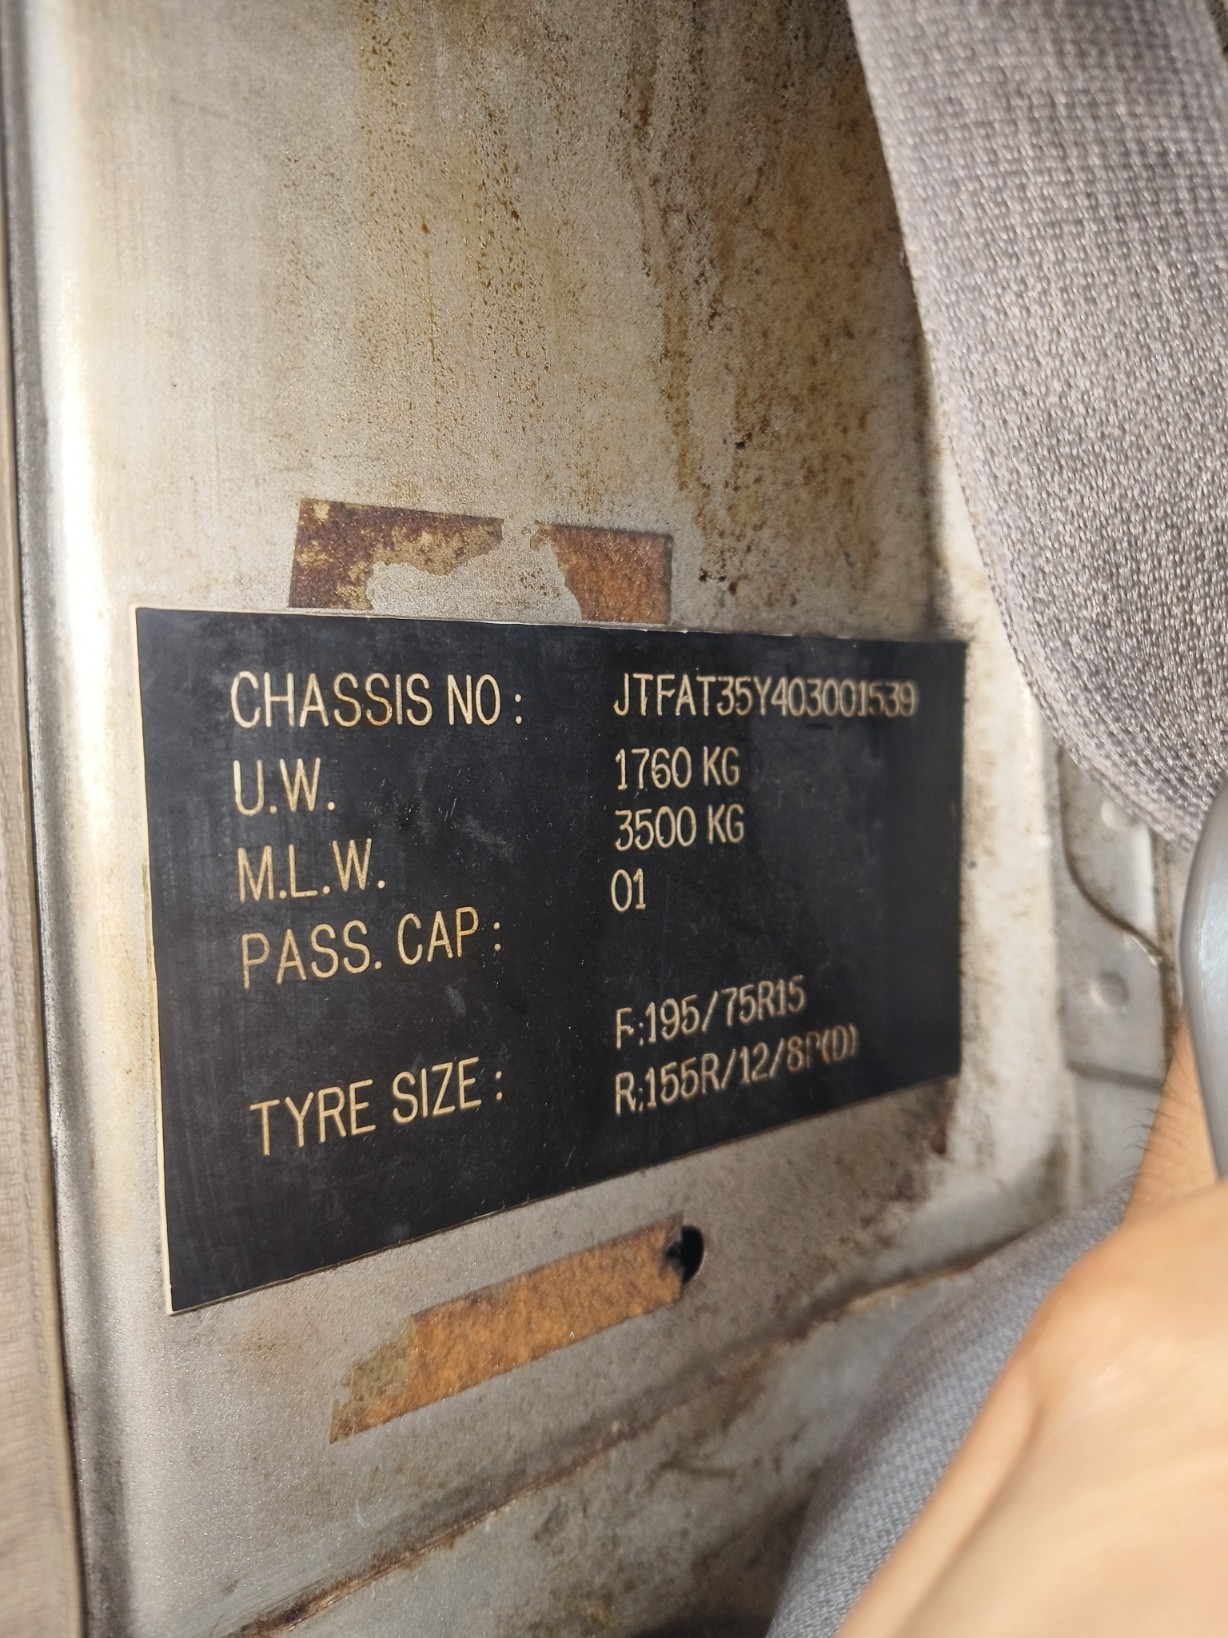 CHASSIS NO : JTFAT35Y403001539
U.W. 1760 KG
M.L.W. 3500 KG
PASS. CAP : 01
F:195/75R15
TYRE SIZE : R:155R/12/8P(D)